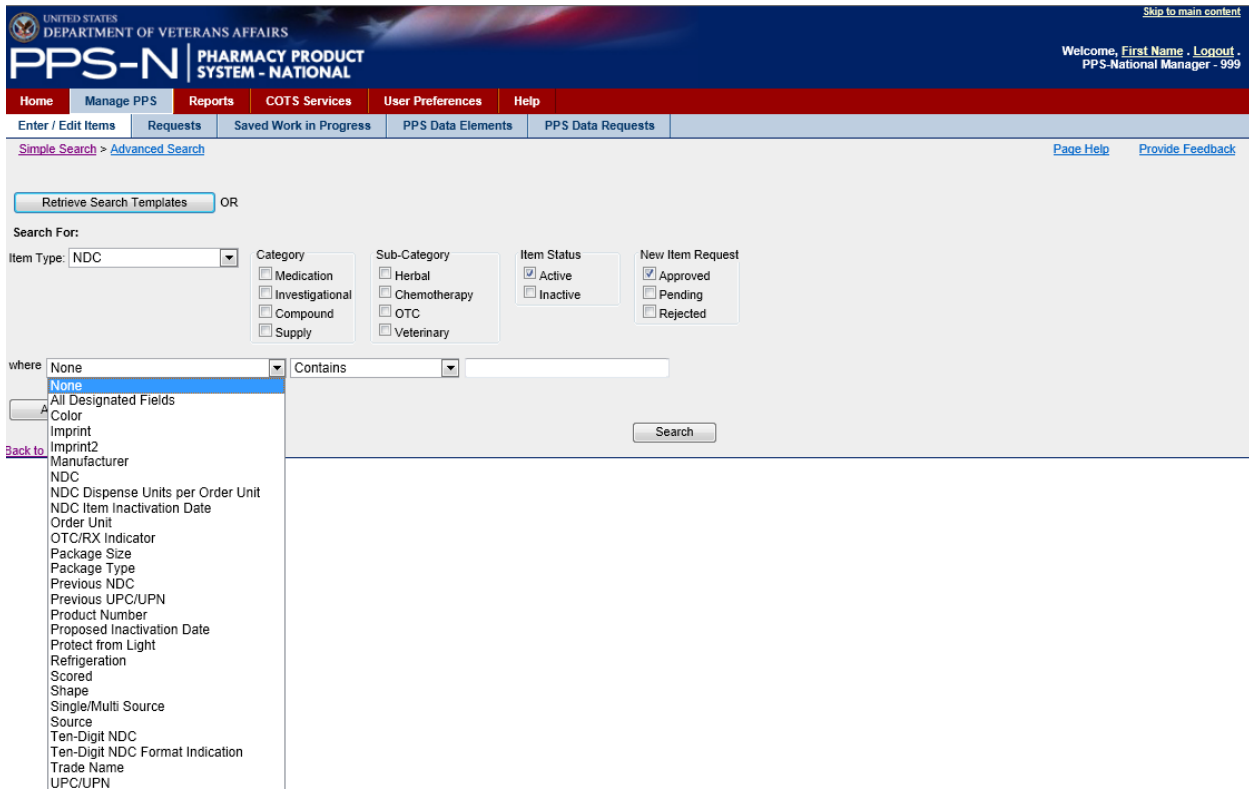 Skip to main content
UNITED STATES
DEPARTMENT OF VETERANS AFFAIRS
PPS-N PHARMACY PRODUCT SYSTEM - NATIONAL
Welcome, First Name . Logout .
PPS-National Manager - 999
Home Manage PPS Reports COTS Services User Preferences Help
Enter / Edit Items Requests Saved Work in Progress PPS Data Elements PPS Data Requests
Simple Search > Advanced Search Page Help Provide Feedback
Retrieve Search Templates OR
Search For:
Item Type: NDC
Category
Medication
Investigational
Compound
Supply
Sub-Category
Herbal
Chemotherapy
OTC
Veterinary
Item Status
Active
Inactive
New Item Request
Approved
Pending
Rejected
where None Contains
None
All Designated Fields
Color
Imprint
Imprint2
Manufacturer
NDC
NDC Dispense Units per Order Unit
NDC Item Inactivation Date
Order Unit
OTC/RX Indicator
Package Size
Package Type
Previous NDC
Previous UPC/UPN
Product Number
Proposed Inactivation Date
Protect from Light
Refrigeration
Scored
Shape
Single/Multi Source
Source
Ten-Digit NDC
Ten-Digit NDC Format Indication
Trade Name
UPC/UPN
Search
Back to